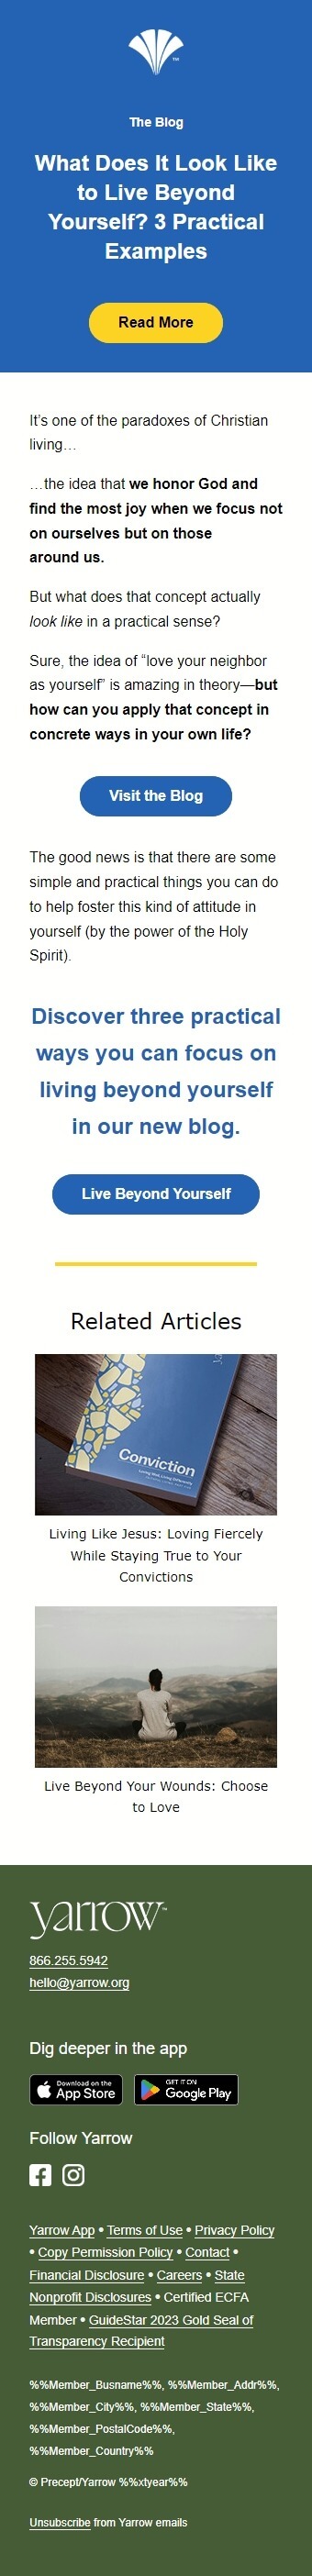 TM
The Blog
What Does It Look Like
to Live Beyond
Yourself? 3 Practical
Examples
Read More
It’s one of the paradoxes of Christian
living…
…the idea that we honor God and
find the most joy when we focus not
on ourselves but on those
around us.
But what does that concept actually
look like in a practical sense?
Sure, the idea of “love your neighbor
as yourself” is amazing in theory—but
how can you apply that concept in
concrete ways in your own life?
Visit the Blog
The good news is that there are some
simple and practical things you can do
to help foster this kind of attitude in
yourself (by the power of the Holy
Spirit).
Discover three practical
ways you can focus on
living beyond yourself
in our new blog.
Live Beyond Yourself
Related Articles
Conviction
Living Like Jesus: Loving Fiercely
While Staying True to Your
Convictions
Live Beyond Your Wounds: Choose
to Love
yarrow™
866.255.5942
hello@yarrow.org
Dig deeper in the app
Download on the
App Store
GET IT ON
Google Play
Follow Yarrow
Yarrow App • Terms of Use • Privacy Policy
• Copy Permission Policy • Contact •
Financial Disclosure • Careers • State
Nonprofit Disclosures • Certified ECFA
Member • GuideStar 2023 Gold Seal of
Transparency Recipient
%%Member_Busname%%, %%Member_Addr%%,
%%Member_City%%, %%Member_State%%,
%%Member_PostalCode%%,
%%Member_Country%%
© Precept/Yarrow %%xtyear%%
Unsubscribe from Yarrow emails